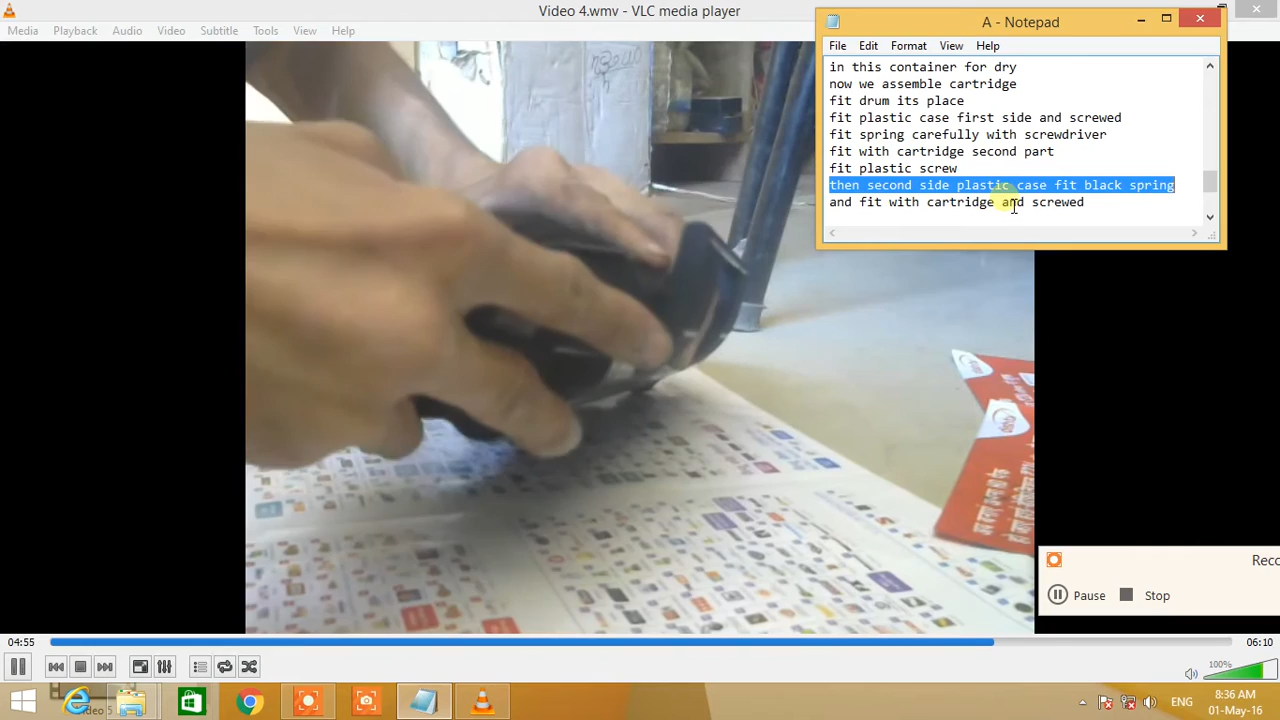 Video 4.wmv - VLC media player
Media Playback Audio Video Subtitle Tools View Help
A - Notepad
File Edit Format View Help
in this container for dry
now we assemble cartridge
fit drum its place
fit plastic case first side and screwed
fit spring carefully with screwdriver
fit with cartridge second part
fit plastic screw
then second side plastic case fit black spring
and fit with cartridge and screwed
Reco
Pause Stop
04:55
06:10
100%
ENG
8:36 AM
01-May-16